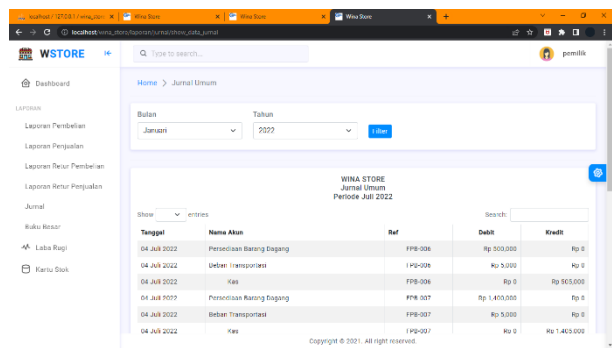 localhost / 127.0.0.1 / wina_stor
Wina Store
Wina Store
Wina Store
localhost/wina_store/laporan/jurnal/show_data_jurnal
WSTORE
Type to search...
pemilik
Dashboard
Home > Jurnal Umum
LAPORAN
Laporan Pembelian
Laporan Penjualan
Laporan Retur Pembelian
Laporan Retur Penjualan
Jurnal
Buku Besar
Laba Rugi
Kartu Stok
Bulan Tahun
Januari 2022 Filter
WINA STORE
Jurnal Umum
Periode Juli 2022
Show entries Search:
Tanggal Nama Akun Ref Debit Kredit
04 Juli 2022 Persediaan Barang Dagang FPB-006 Rp 500,000 Rp 0
04 Juli 2022 Beban Transportasi FPB-006 Rp 5,000 Rp 0
04 Juli 2022 Kas FPB-006 Rp 0 Rp 505,000
04 Juli 2022 Persediaan Barang Dagang FPB-007 Rp 1,400,000 Rp 0
04 Juli 2022 Beban Transportasi FPB-007 Rp 5,000 Rp 0
04 Juli 2022 Kas FPB-007 Rp 0 Rp 1,405,000
Copyright © 2021. All right reserved.